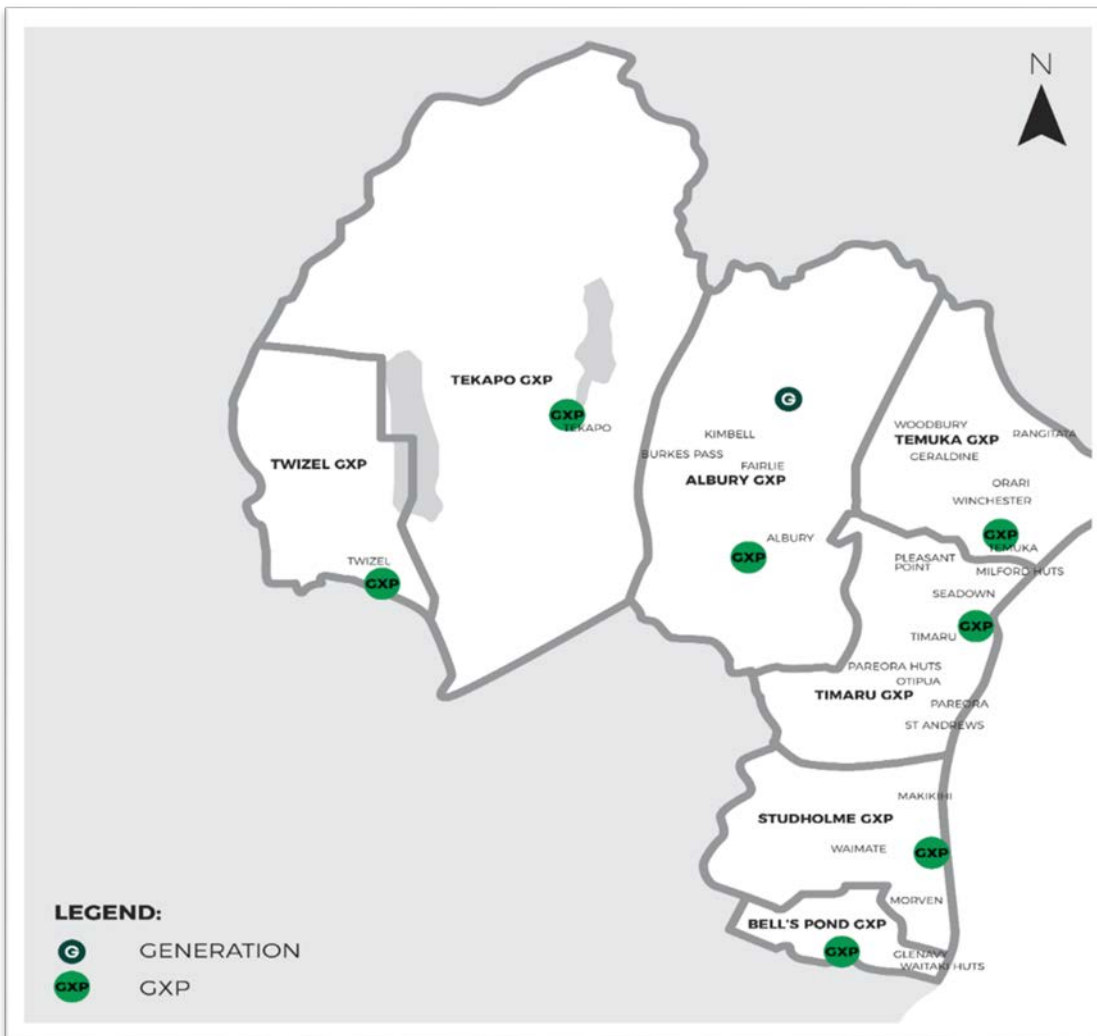 N
TEKAPO GXP
GXP
TEKAPO
TWIZEL GXP
TWIZEL
GXP
G
KIMBELL
BURKES PASS
FAIRLIE
ALBURY GXP
ALBURY
GXP
WOODBURY
TEMUKA GXP
RANGITATA
GERALDINE
ORARI
WINCHESTER
GXP
TEMUKA
PLEASANT
POINT
MILFORD HUTS
SEADOWN
GXP
TIMARU
PAREORA HUTS
OTIPUA
TIMARU GXP
PAREORA
ST ANDREWS
MAKIKIHI
STUDHOLME GXP
WAIMATE
GXP
MORVEN
BELL'S POND GXP
GXP
GLENAVY
WAITAKI HUTS
LEGEND:
G GENERATION
GXP GXP